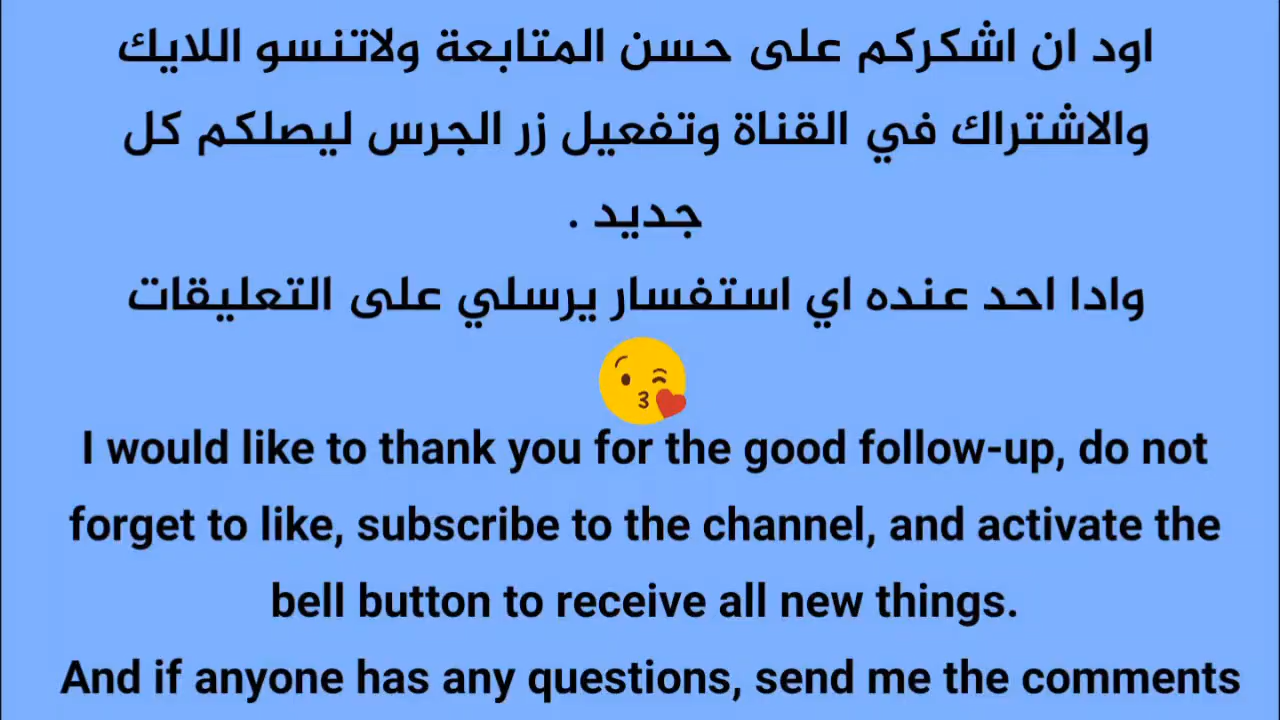 اود ان اشكركم على حسن المتابعة ولاتنسو اللايك
والاشتراك في القناة وتفعيل زر الجرس ليصلكم كل
جديد .
وادا احد عنده اي استفسار يرسلي على التعليقات
😘
I would like to thank you for the good follow-up, do not
forget to like, subscribe to the channel, and activate the
bell button to receive all new things.
And if anyone has any questions, send me the comments